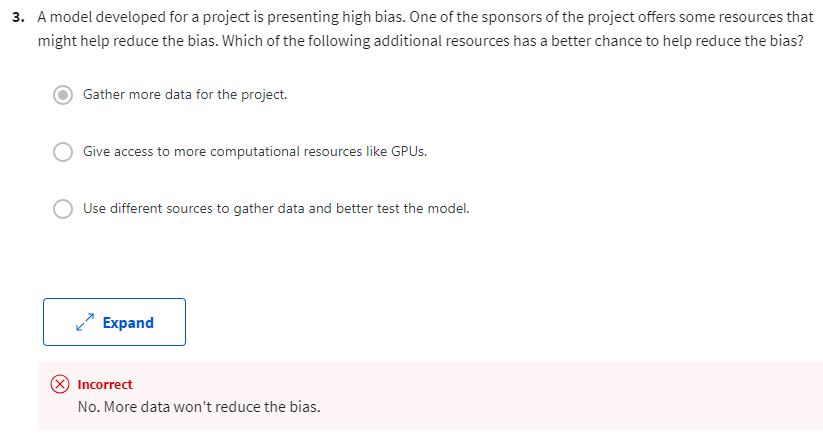 3. A model developed for a project is presenting high bias. One of the sponsors of the project offers some resources that
might help reduce the bias. Which of the following additional resources has a better chance to help reduce the bias?
Gather more data for the project.
Give access to more computational resources like GPUs.
Use different sources to gather data and better test the model.
Expand
Incorrect
No. More data won't reduce the bias.